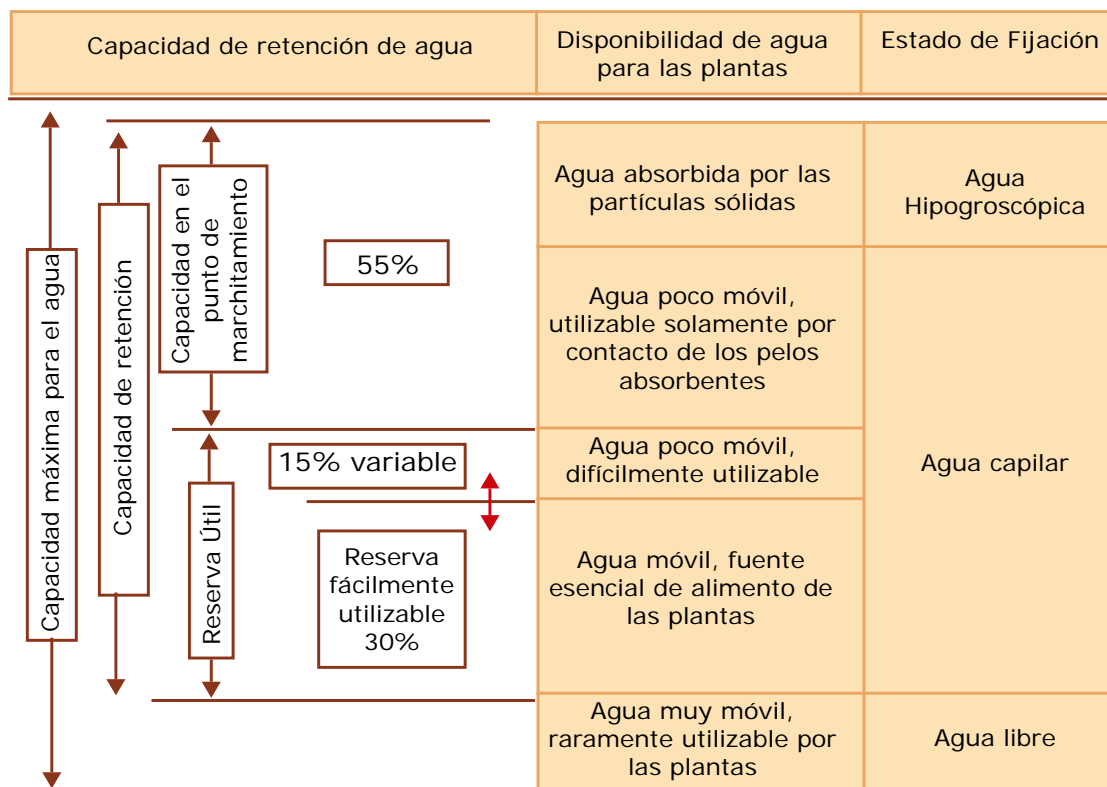 Capacidad de retención de agua
Disponibilidad de agua
para las plantas
Estado de Fijación
Capacidad máxima para el agua
Capacidad de retención
Capacidad en el
punto de
marchitamiento
55%
Agua absorbida por las
partículas sólidas
Agua
Hipogroscópica
Agua poco móvil,
utilizable solamente por
contacto de los pelos
absorbentes
Reserva Útil
15% variable
Agua poco móvil,
difícilmente utilizable
Agua capilar
Reserva
fácilmente
utilizable
30%
Agua móvil, fuente
esencial de alimento de
las plantas
Agua muy móvil,
raramente utilizable por
las plantas
Agua libre